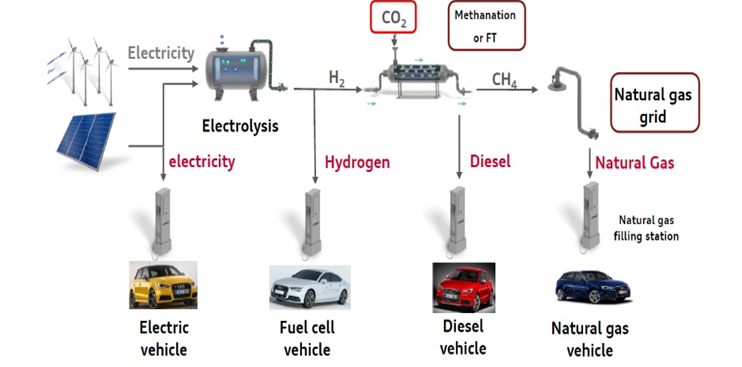 CO₂
Methanation
or FT
Electricity
H₂
CH₄
Natural gas
grid
Electrolysis
electricity
Hydrogen
Diesel
Natural Gas
Natural gas
filling station
Electric
vehicle
Fuel cell
vehicle
Diesel
vehicle
Natural gas
vehicle